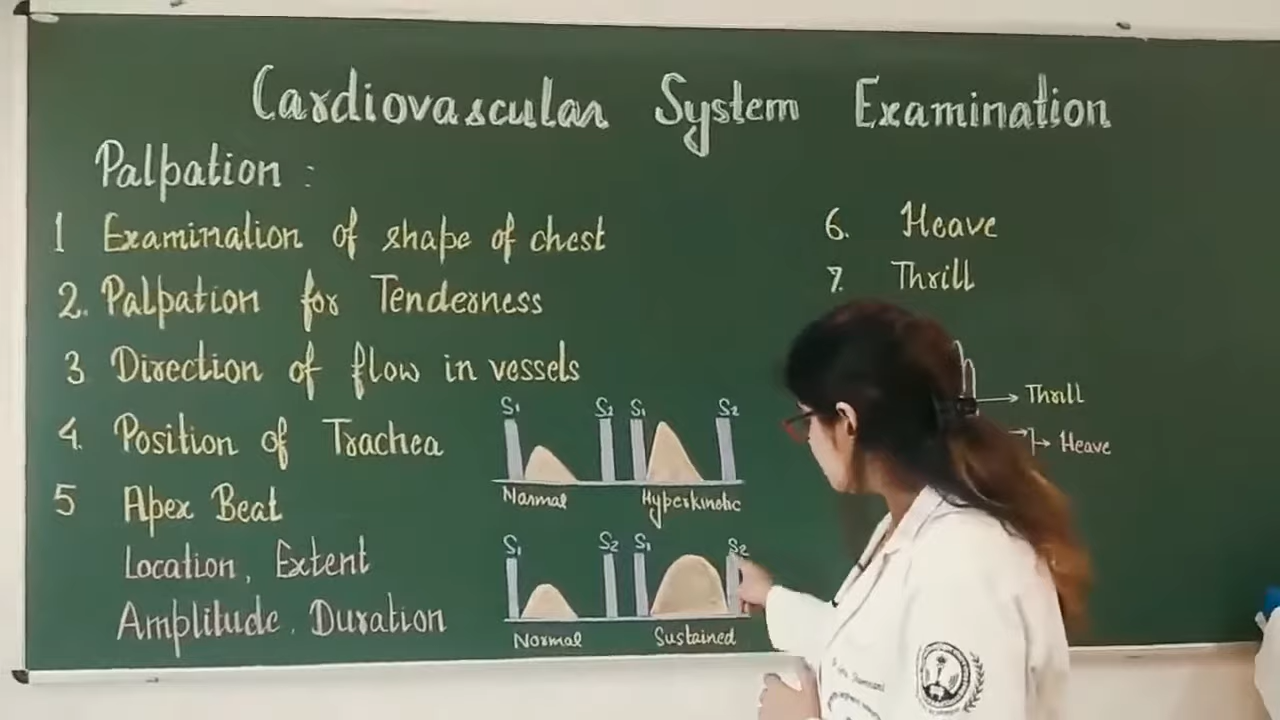 Cardiovascular System Examination
Palpation :
1 Examination of shape of chest
2. Palpation for Tenderness
3 Direction of flow in vessels
4. Position of Trachea
5 Apex Beat
Location, Extent
Amplitude, Duration
S1 S2 S1 S2
Normal Hyperkinetic
S1 S2 S1 S2
Normal Sustained
6. Heave
7. Thrill
Thrill
Heave